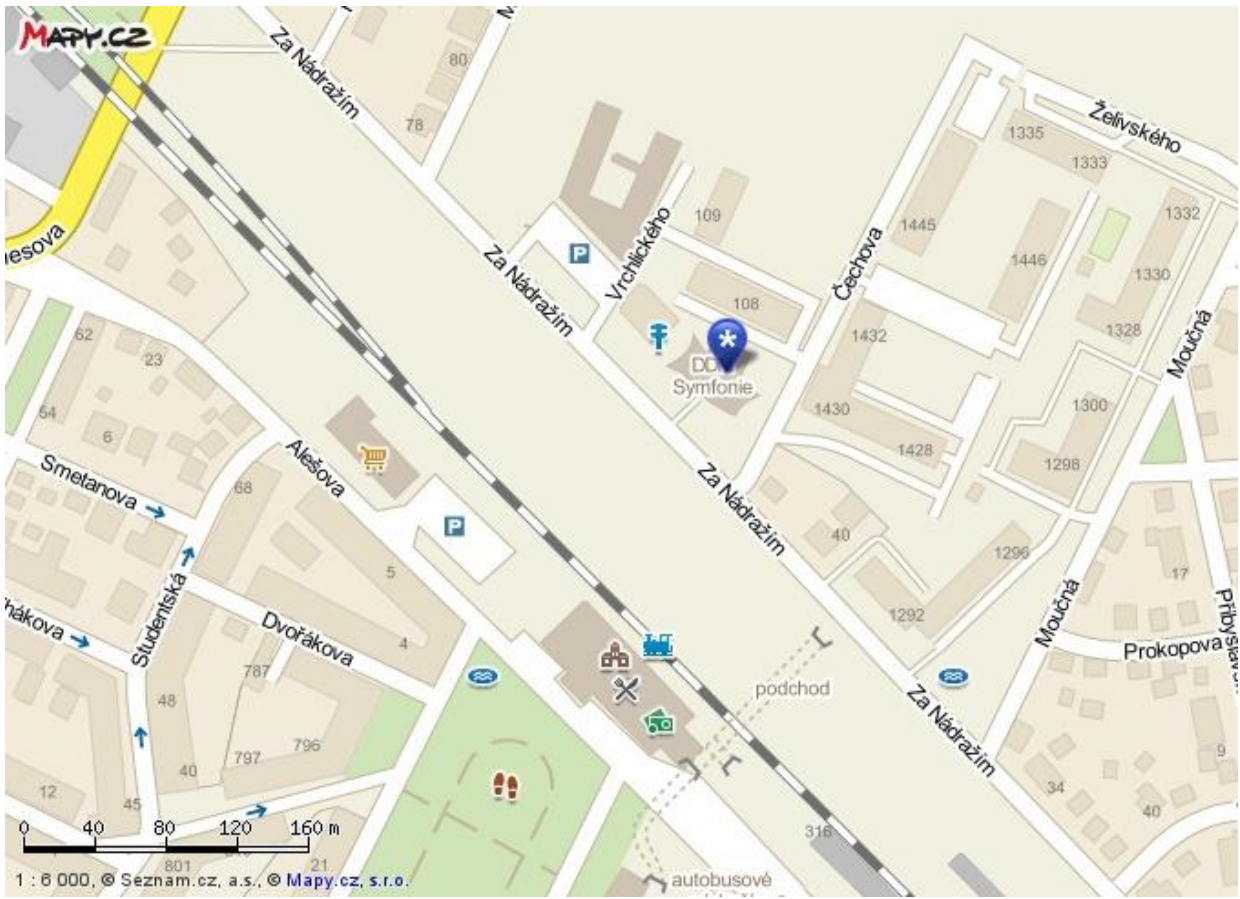 MAPY.CZ
Za Nádražím
80
78
Želivského
1335
1333
1332
1445
109
1446
1330
Vrchlického
Čechova
P
Za Nádražím
108
1328
Moučná
62
23
1432
Symfonie
1430
1300
54
6
1428
1298
Alešova
Smetanova
68
Za Nádražím
P
40
1296
5
17
Studentská
Dvořákova
4
1292
Moučná
Prokopova
787
podchod
48
Za Nádražím
797
796
40
9
12
45
34
40
0 40 80 120 160 m
316
801
21
1 : 6 000, © Seznam.cz, a.s., © Mapy.cz, s.r.o.
autobusové